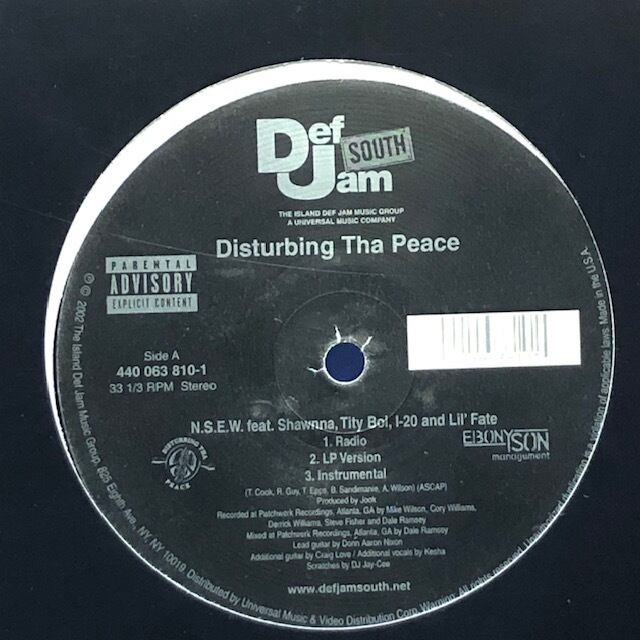 Def
Jam
SOUTH
THE ISLAND DEF JAM MUSIC GROUP
A UNIVERSAL MUSIC COMPANY
Disturbing Tha Peace
PARENTAL
ADVISORY
EXPLICIT CONTENT
Side A
440 063 810-1
33 1/3 RPM Stereo
N.S.E.W. feat. Shawnna, Tity Boi, I-20 and Lil' Fate
1. Radio
2. LP Version
3. Instrumental
DISTURBING THA
PEACE
EBONYSON
management
(T. Cook, R. Guy, T. Epps, B. Sandimanie, A. Wilson) (ASCAP)
Produced by Jook
Recorded at Patchwerk Recordings, Atlanta, GA by Mike Wilson, Cory Williams,
Derrick Williams, Steve Fisher and Dale Ramsey
Mixed at Patchwerk Recordings, Atlanta, GA by Dale Ramsey
Lead guitar by Donn Aaron Nixon
Additional guitar by Craig Love / Additional vocals by Kesha
Scratches by DJ Jay-Cee
www.defjamsouth.net
℗ © 2002 The Island Def Jam Music Group, 825 Eighth Ave., NY, NY 10019. Distributed by Universal Music & Video Distribution Corp. Warning. All rights reserved. is a violation of applicable laws. Made in the U.S.A.